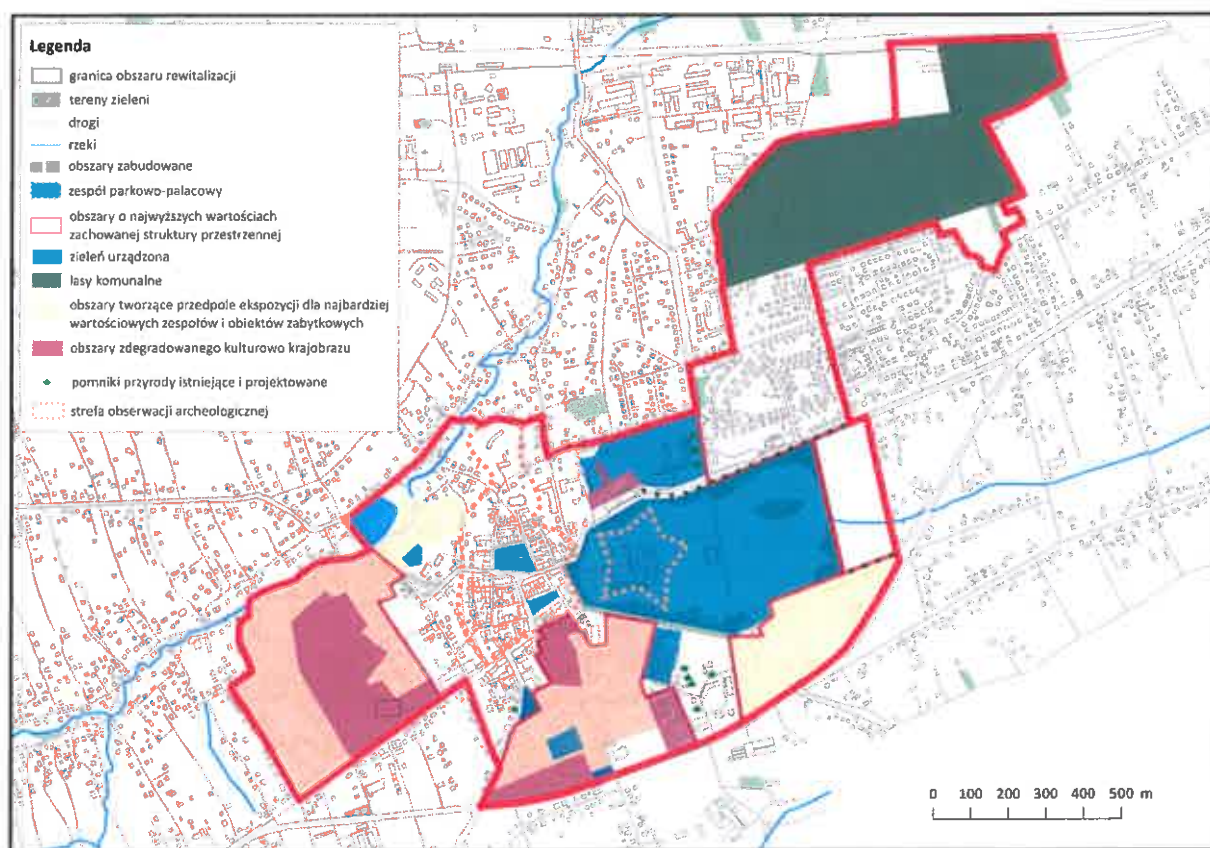 Legenda
granica obszaru rewitalizacji
tereny zieleni
drogi
rzeki
obszary zabudowane
zespół parkowo-pałacowy
obszary o najwyższych wartościach
zachowanej struktury przestrzennej
zieleń urządzona
lasy komunalne
obszary tworzące przedpole ekspozycji dla najbardziej
wartościowych zespołów i obiektów zabytkowych
obszary zdegradowanego kulturowo krajobrazu
pomniki przyrody istniejące i projektowane
strefa obserwacji archeologicznej
0 100 200 300 400 500 m